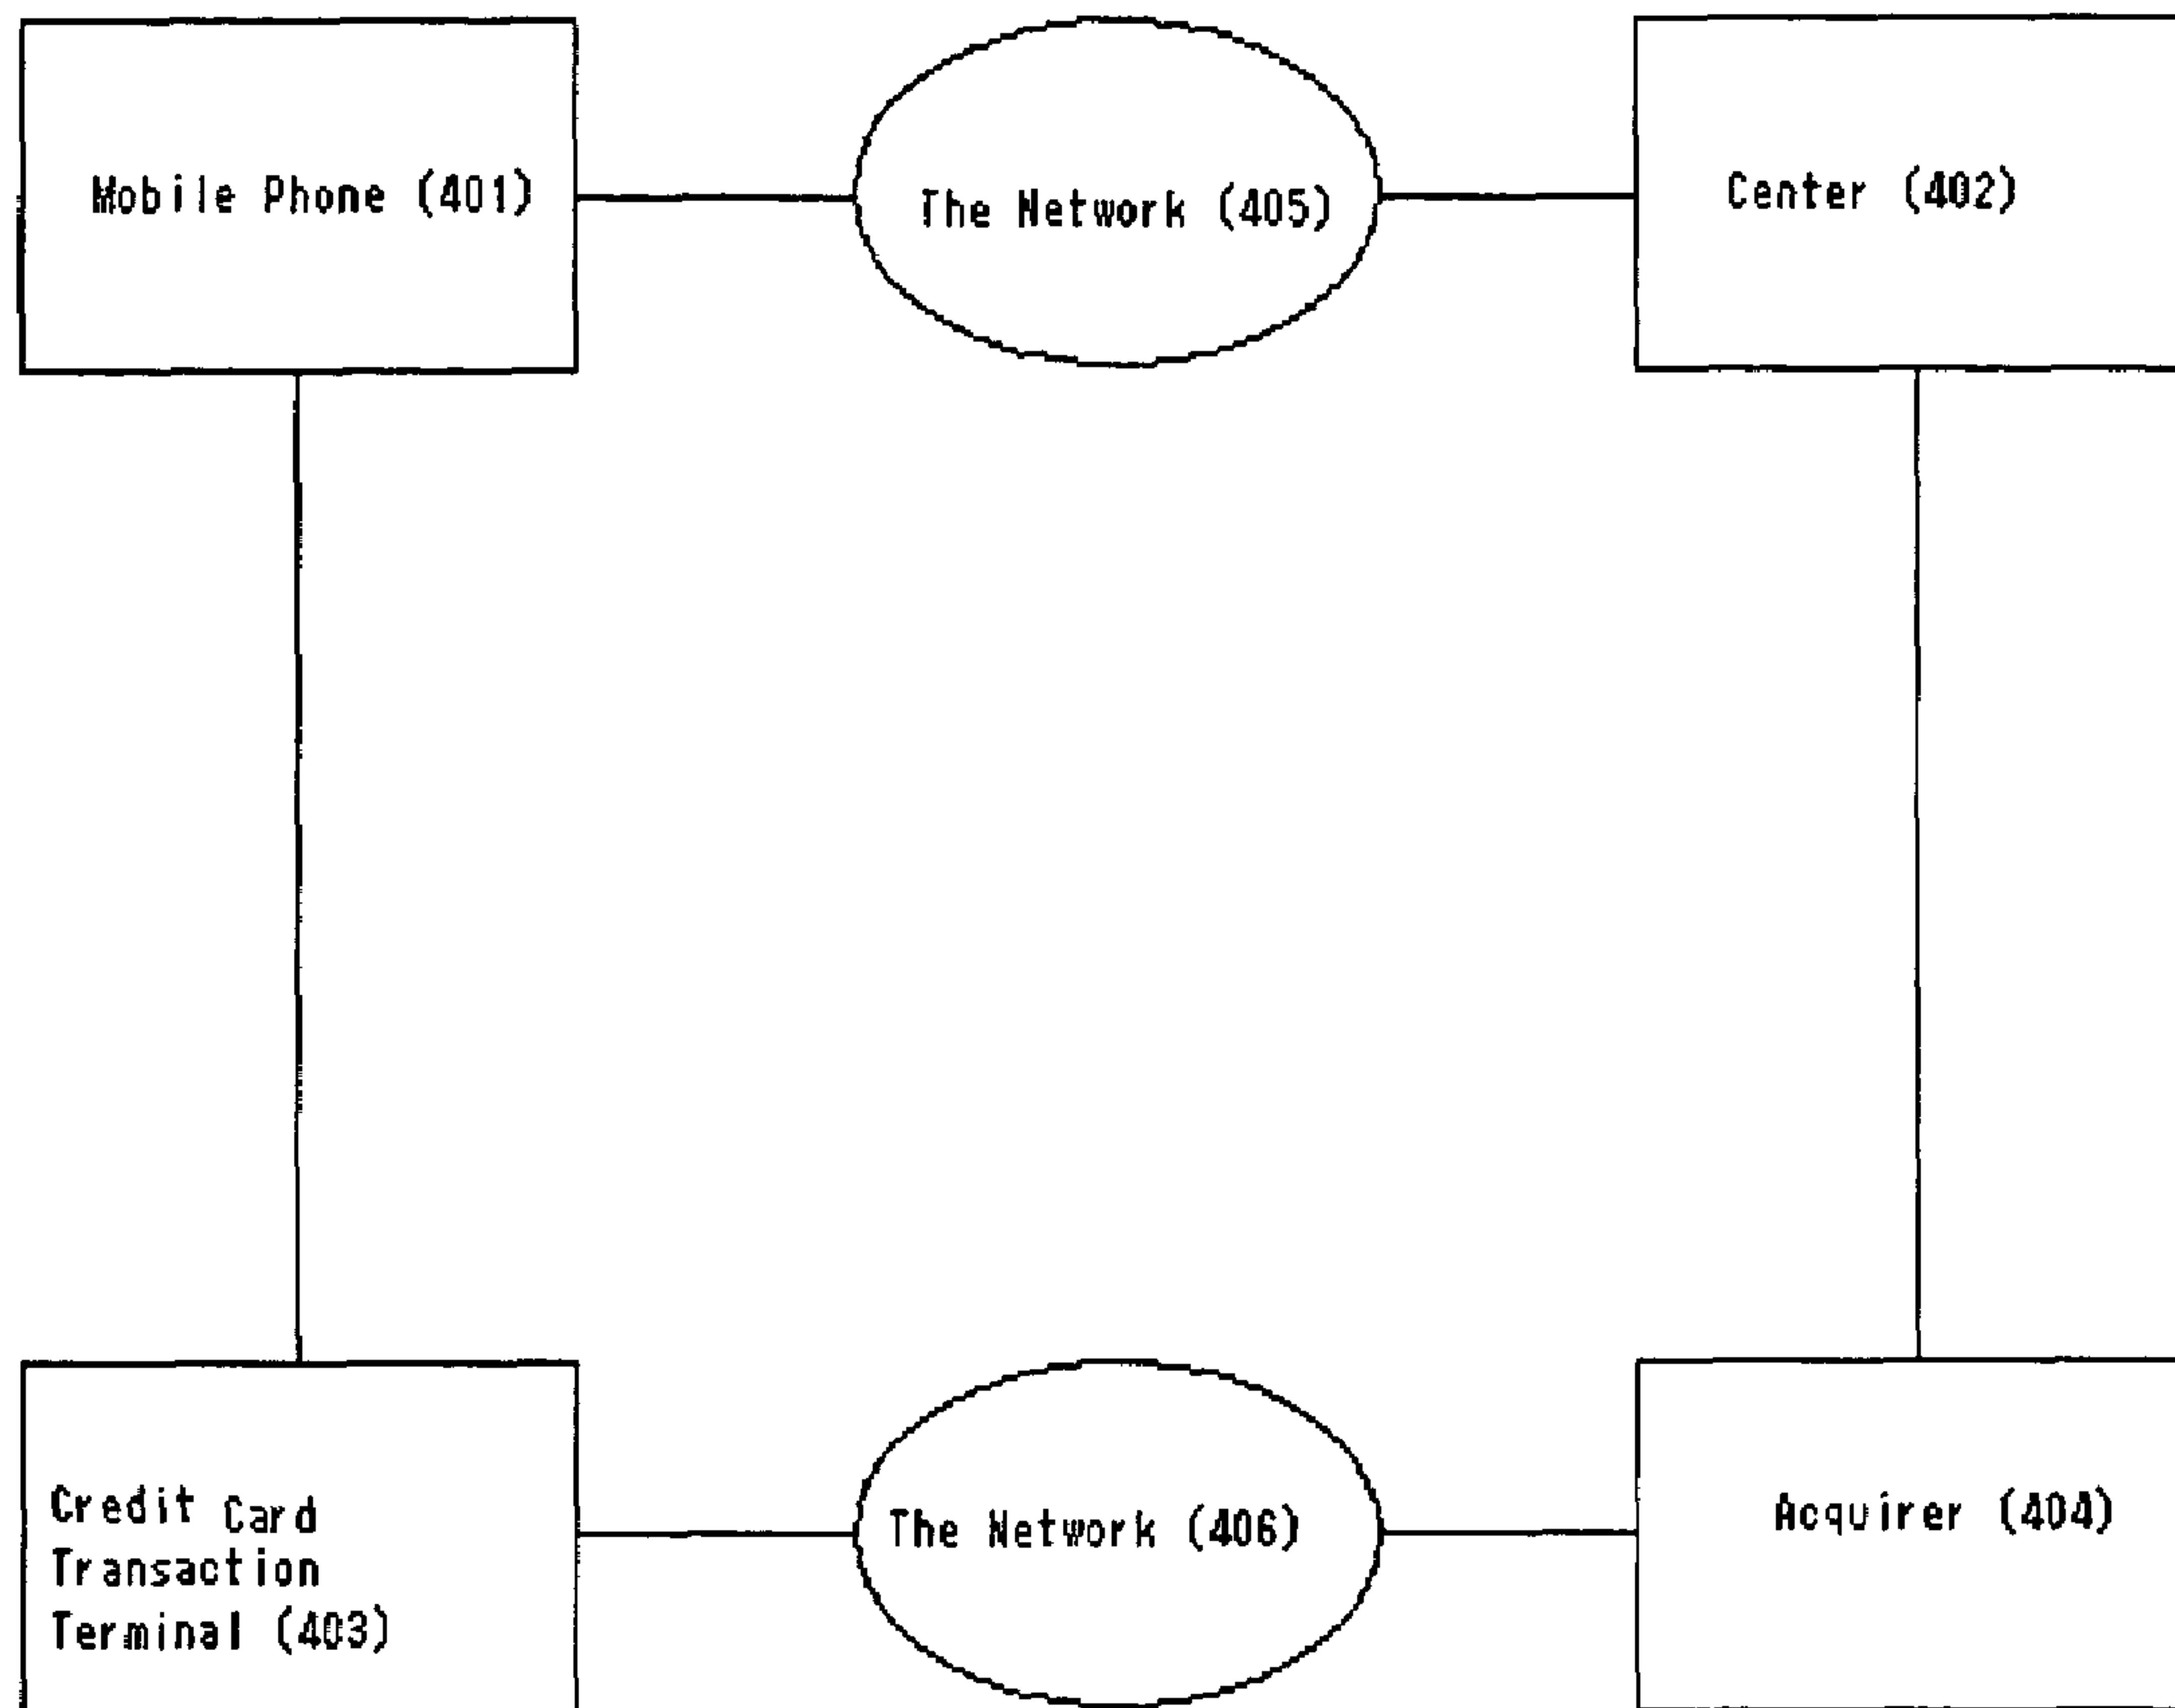 Mobile Phone (401)
The Network (405)
Center (402)
Credit Card
Transaction
Terminal (403)
The Network (406)
Acquirer (404)